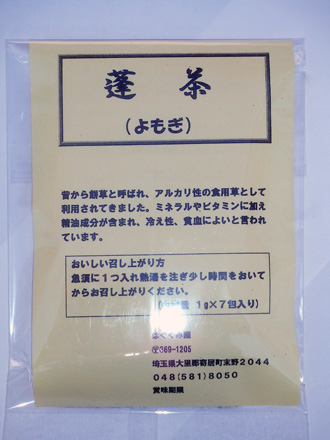 蓬茶
(よもぎ)
昔から餅草と呼ばれ、アルカリ性の食用草として
利用されてきました。ミネラルやビタミンに加え
精油成分が含まれ、冷え性、貧血によいと言われ
ています。
おいしい召し上がり方
急須に1つ入れ熱湯を注ぎ少し時間をおいて
からお召し上がりください。
1g×7包入り)
〒369-1205
埼玉県大里郡寄居町末野2044
048(581)8050
賞味期限